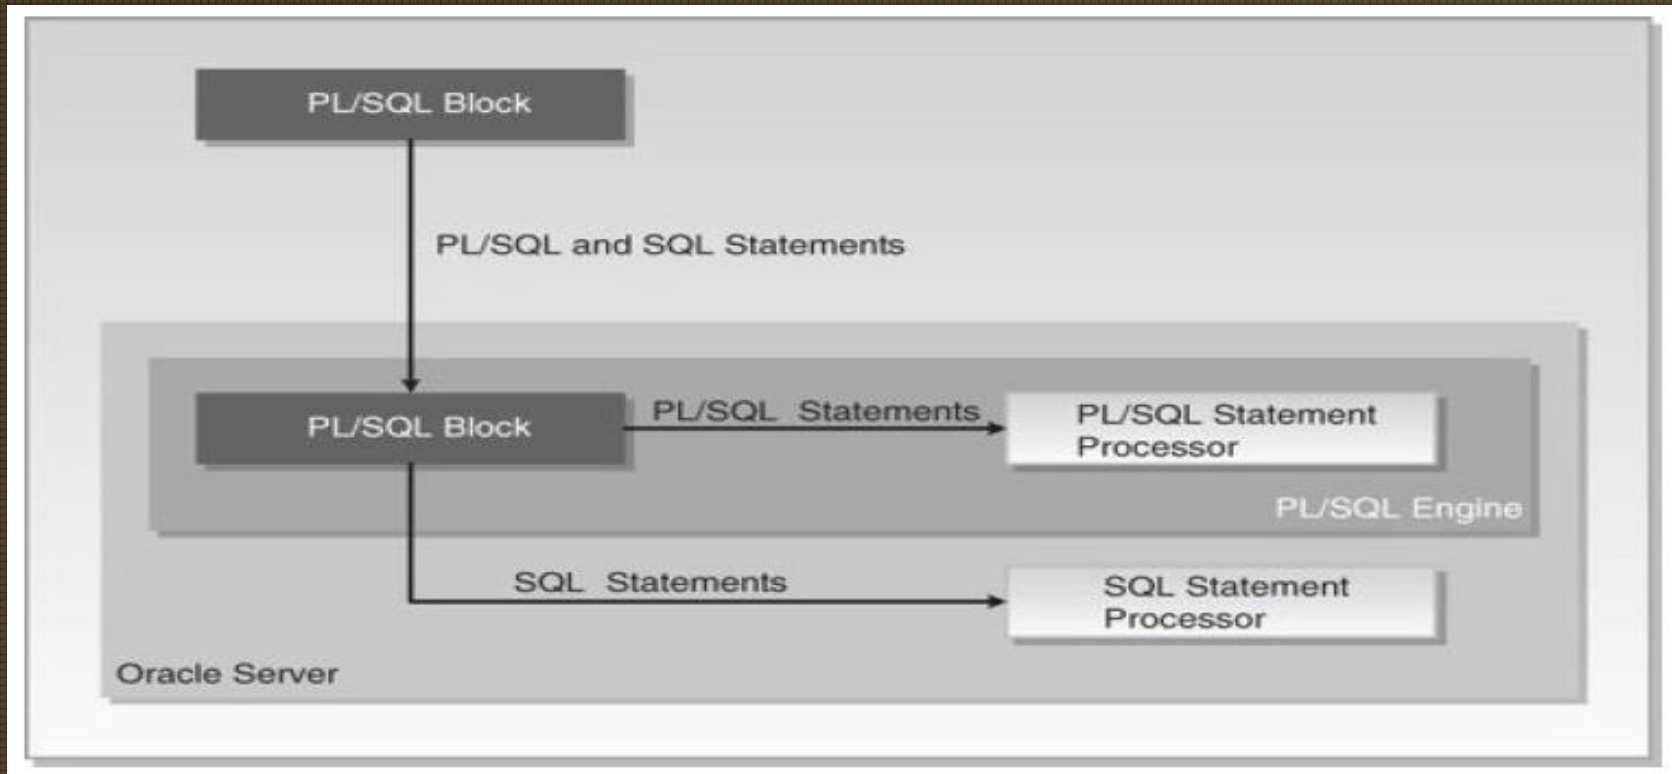 PL/SQL Block
PL/SQL and SQL Statements
PL/SQL Block
PL/SQL Statements
PL/SQL Statement
Processor
PL/SQL Engine
SQL Statements
SQL Statement
Processor
Oracle Server